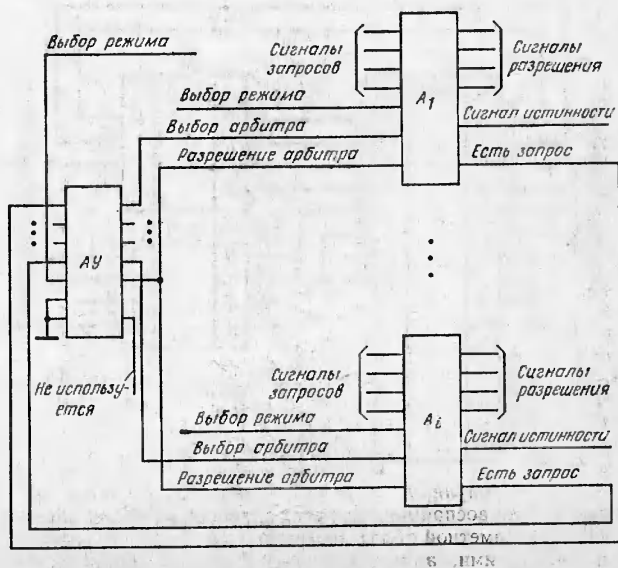 Выбор режима
Сигналы
запросов
Сигналы
разрешения
Выбор режима
A1
Сигнал истинности
Выбор арбитра
Разрешение арбитра
Есть запрос
АУ
Не использу-
ется
Сигналы
запросов
Сигналы
разрешения
Ai
Выбор режима
Сигнал истинности
Выбор арбитра
Разрешение арбитра
Есть запрос